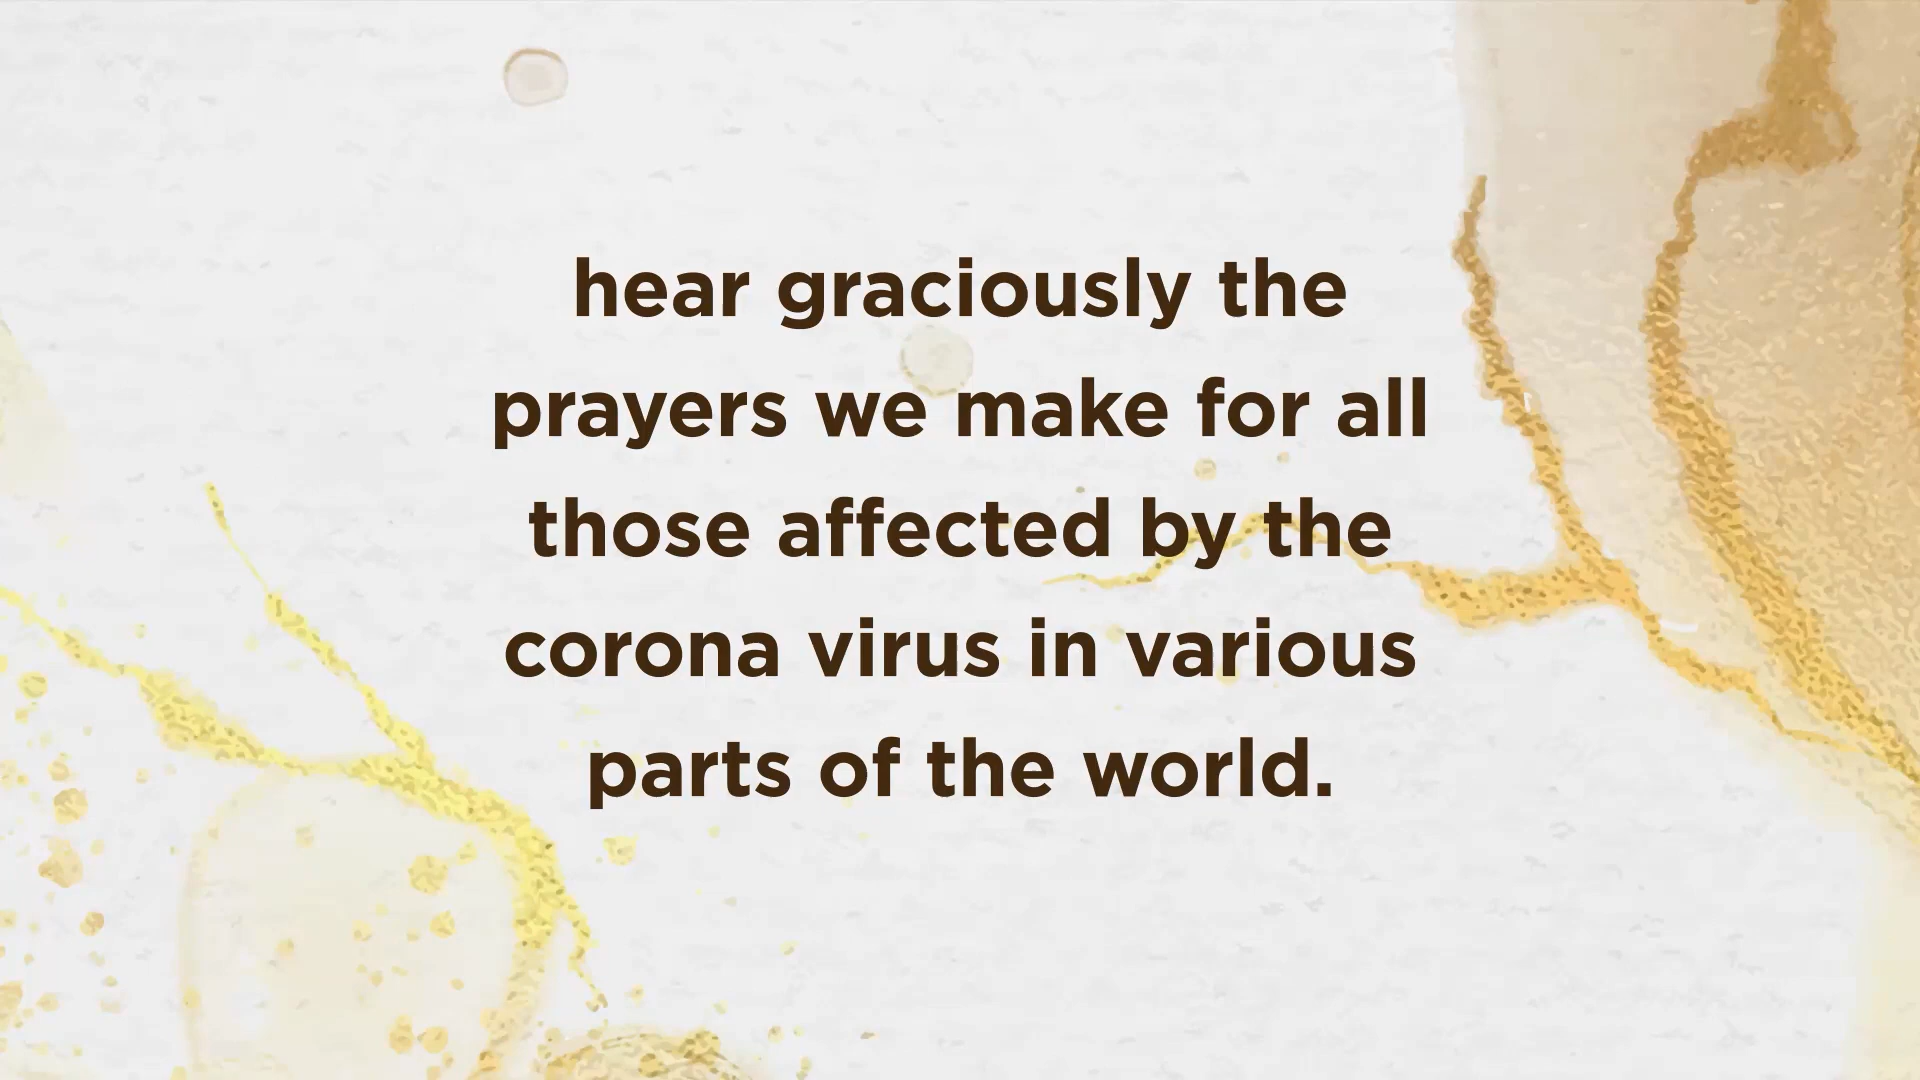 hear graciously the
prayers we make for all
those affected by the
corona virus in various
parts of the world.